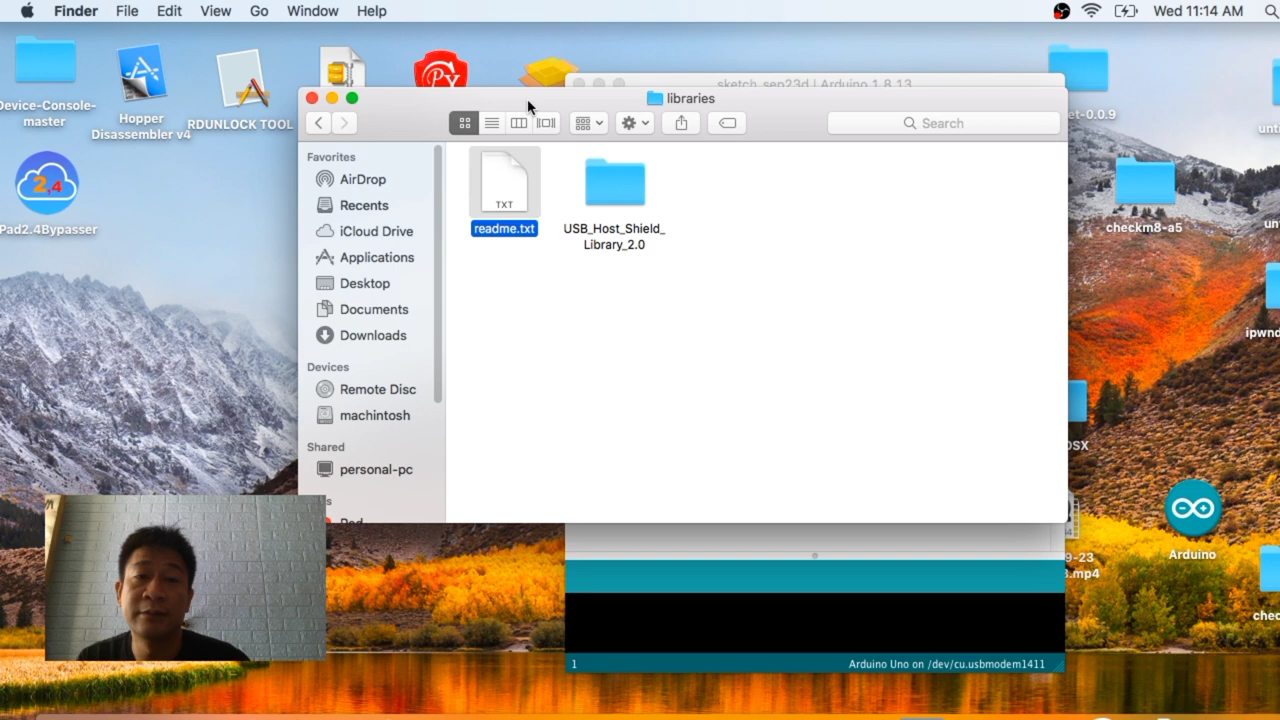 Finder File Edit View Go Window Help
Wed 11:14 AM
Device-Console-
master
Hopper
Disassembler v4
RDUNLOCK TOOL
2,4
Pad2.4Bypasser
sketch_sep23d | Arduino 1.8.13
libraries
Search
Favorites
AirDrop
Recents
iCloud Drive
Applications
Desktop
Documents
Downloads
Devices
Remote Disc
machintosh
Shared
personal-pc
TXT
readme.txt
USB_Host_Shield_
Library_2.0
et-0.0.9
checkm8-a5
ipwnd
OSX
9-23
3.mp4
Arduino
chec
1
Arduino Uno on /dev/cu.usbmodem1411